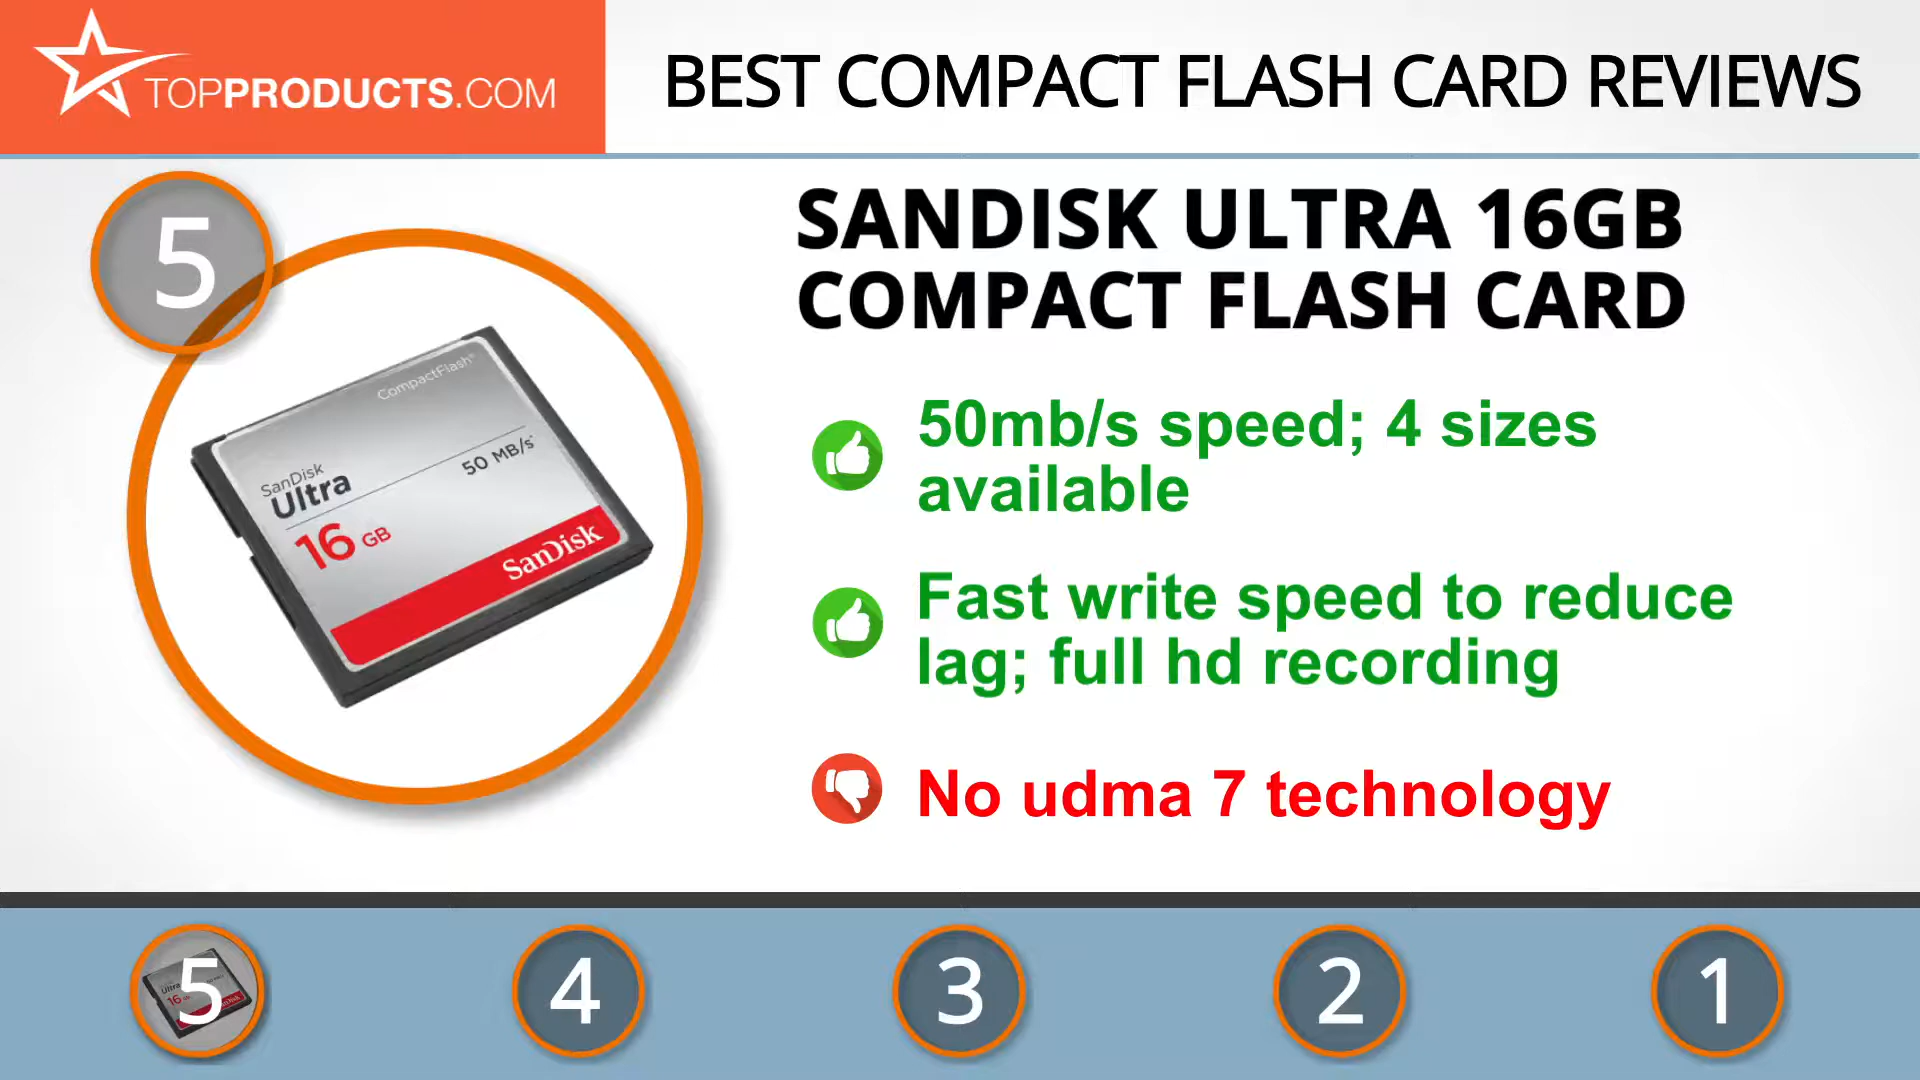 TOPPRODUCTS.COM
BEST COMPACT FLASH CARD REVIEWS
5
SANDISK ULTRA 16GB
COMPACT FLASH CARD
CompactFlash®
SanDisk
Ultra
50 MB/s*
16 GB
SanDisk
50mb/s speed; 4 sizes
available
Fast write speed to reduce
lag; full hd recording
No udma 7 technology
5
4
3
2
1